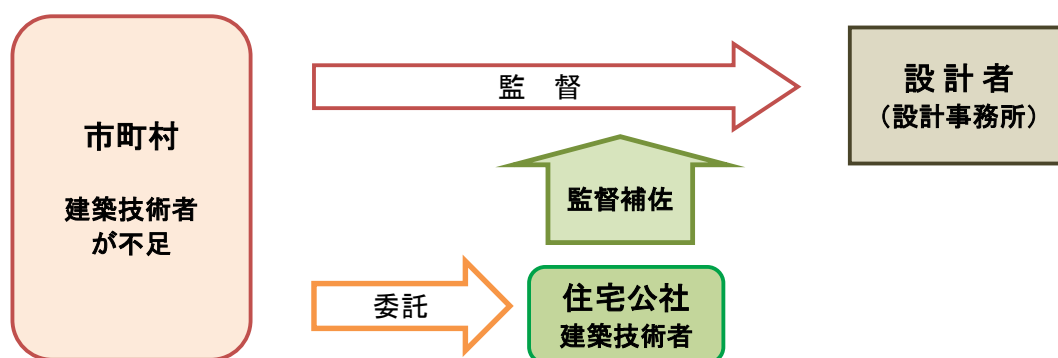 市町村
建築技術者
が不足
監　督
設 計 者
（設計事務所）
監督補佐
委託
住宅公社
建築技術者